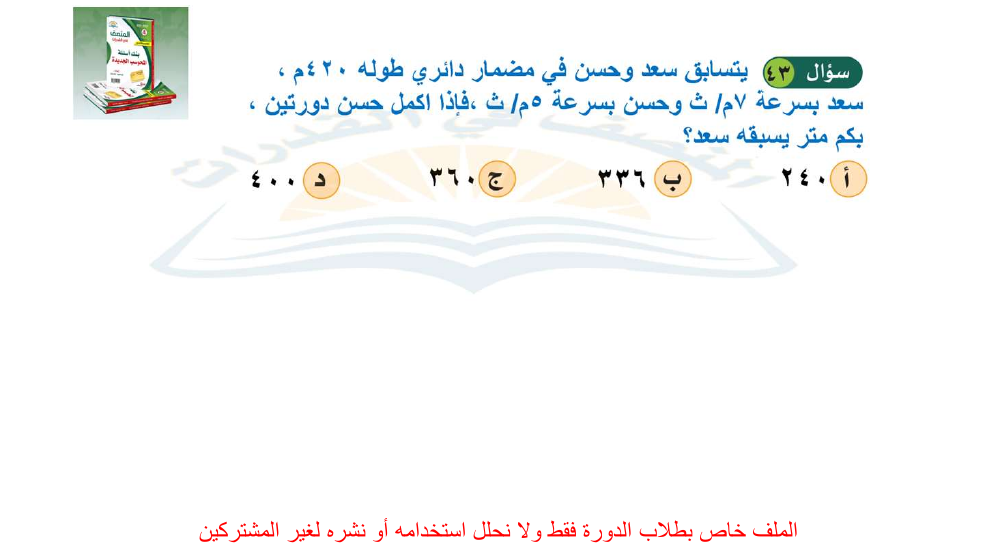 سؤال ٤٣ يتسابق سعد وحسن في مضمار دائري طوله ٤٢٠م ،
سعد بسرعة ٧م/ ث وحسن بسرعة ٥م/ ث ،فإذا اكمل حسن دورتين ،
بكم متر يسبقه سعد؟
أ ٢٤٠ ب ٣٣٦ ج ٣٦٠ د ٤٠٠
الملف خاص بطلاب الدورة فقط ولا نحلل استخدامه أو نشره لغير المشتركين